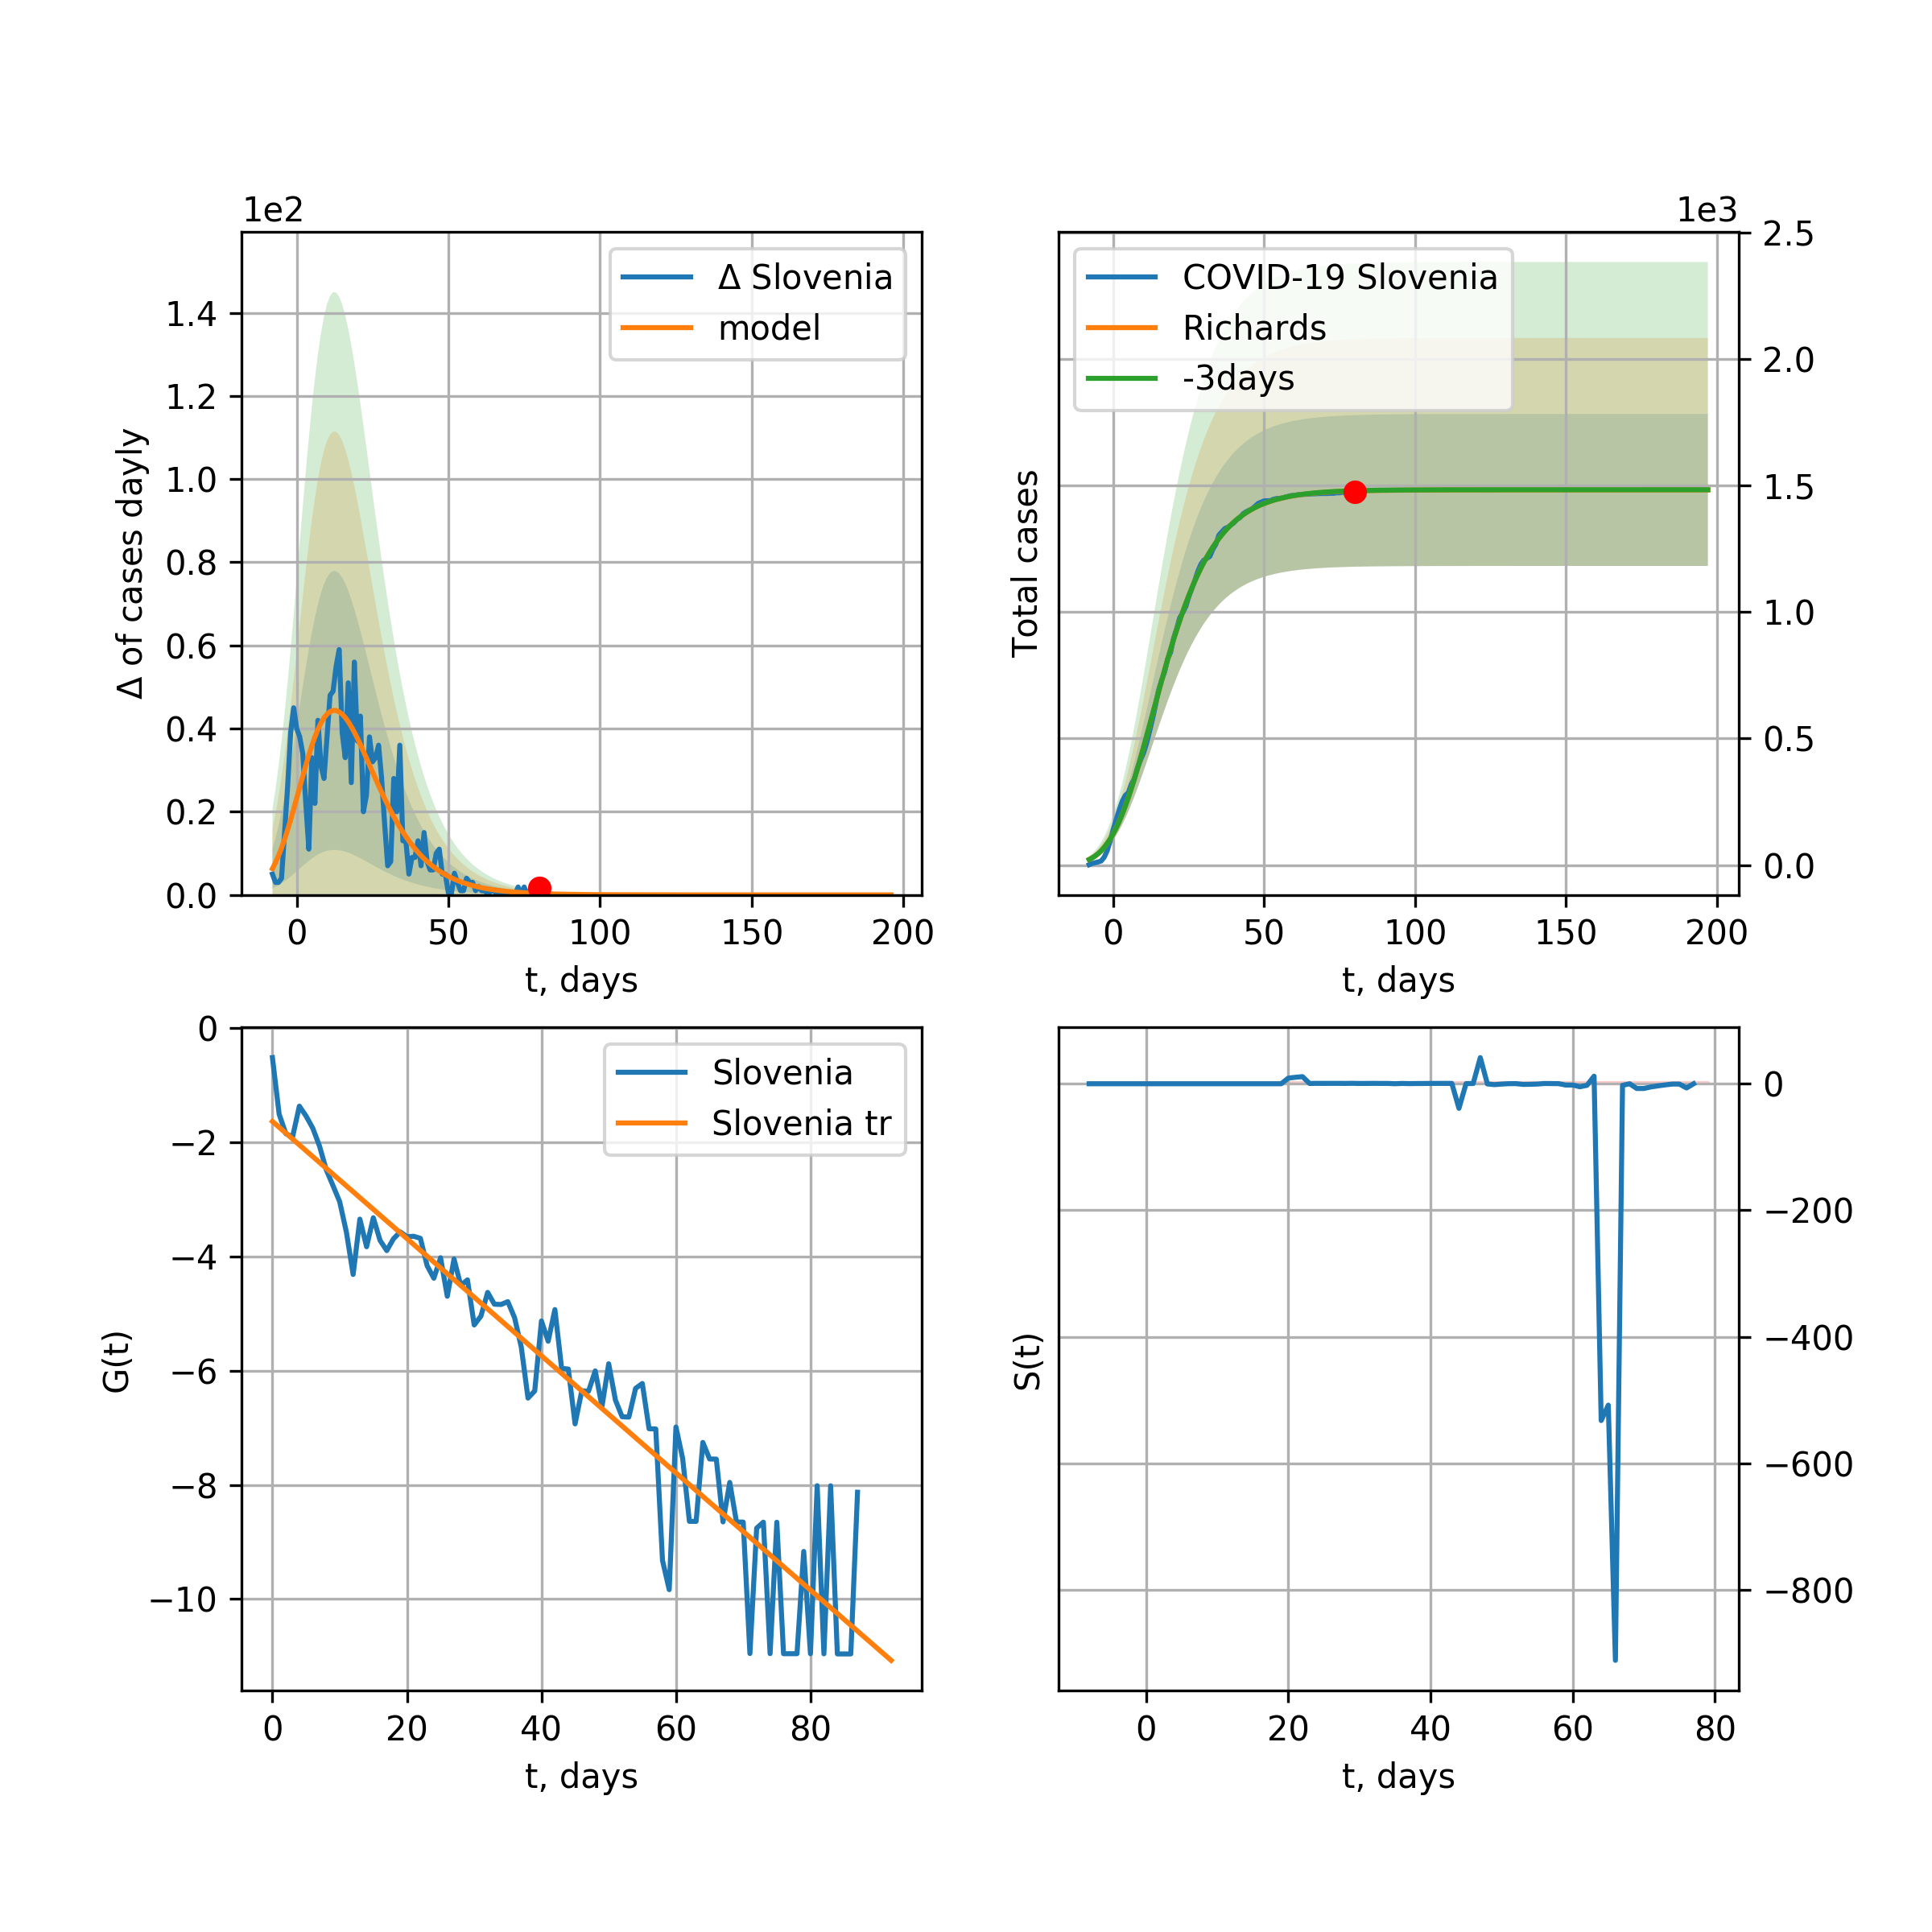 1e2
Δ Slovenia
model
1.4
1.2
1.0
0.8
0.6
0.4
0.2
0.0
Δ of cases dayly
0 50 100 150 200
t, days
1e3
COVID-19 Slovenia
Richards
-3days
2.5
2.0
1.5
1.0
0.5
0.0
Total cases
0 50 100 150 200
t, days
Slovenia
Slovenia tr
0
−2
−4
−6
−8
−10
G(t)
0 20 40 60 80
t, days
0
−200
−400
−600
−800
S(t)
0 20 40 60 80
t, days